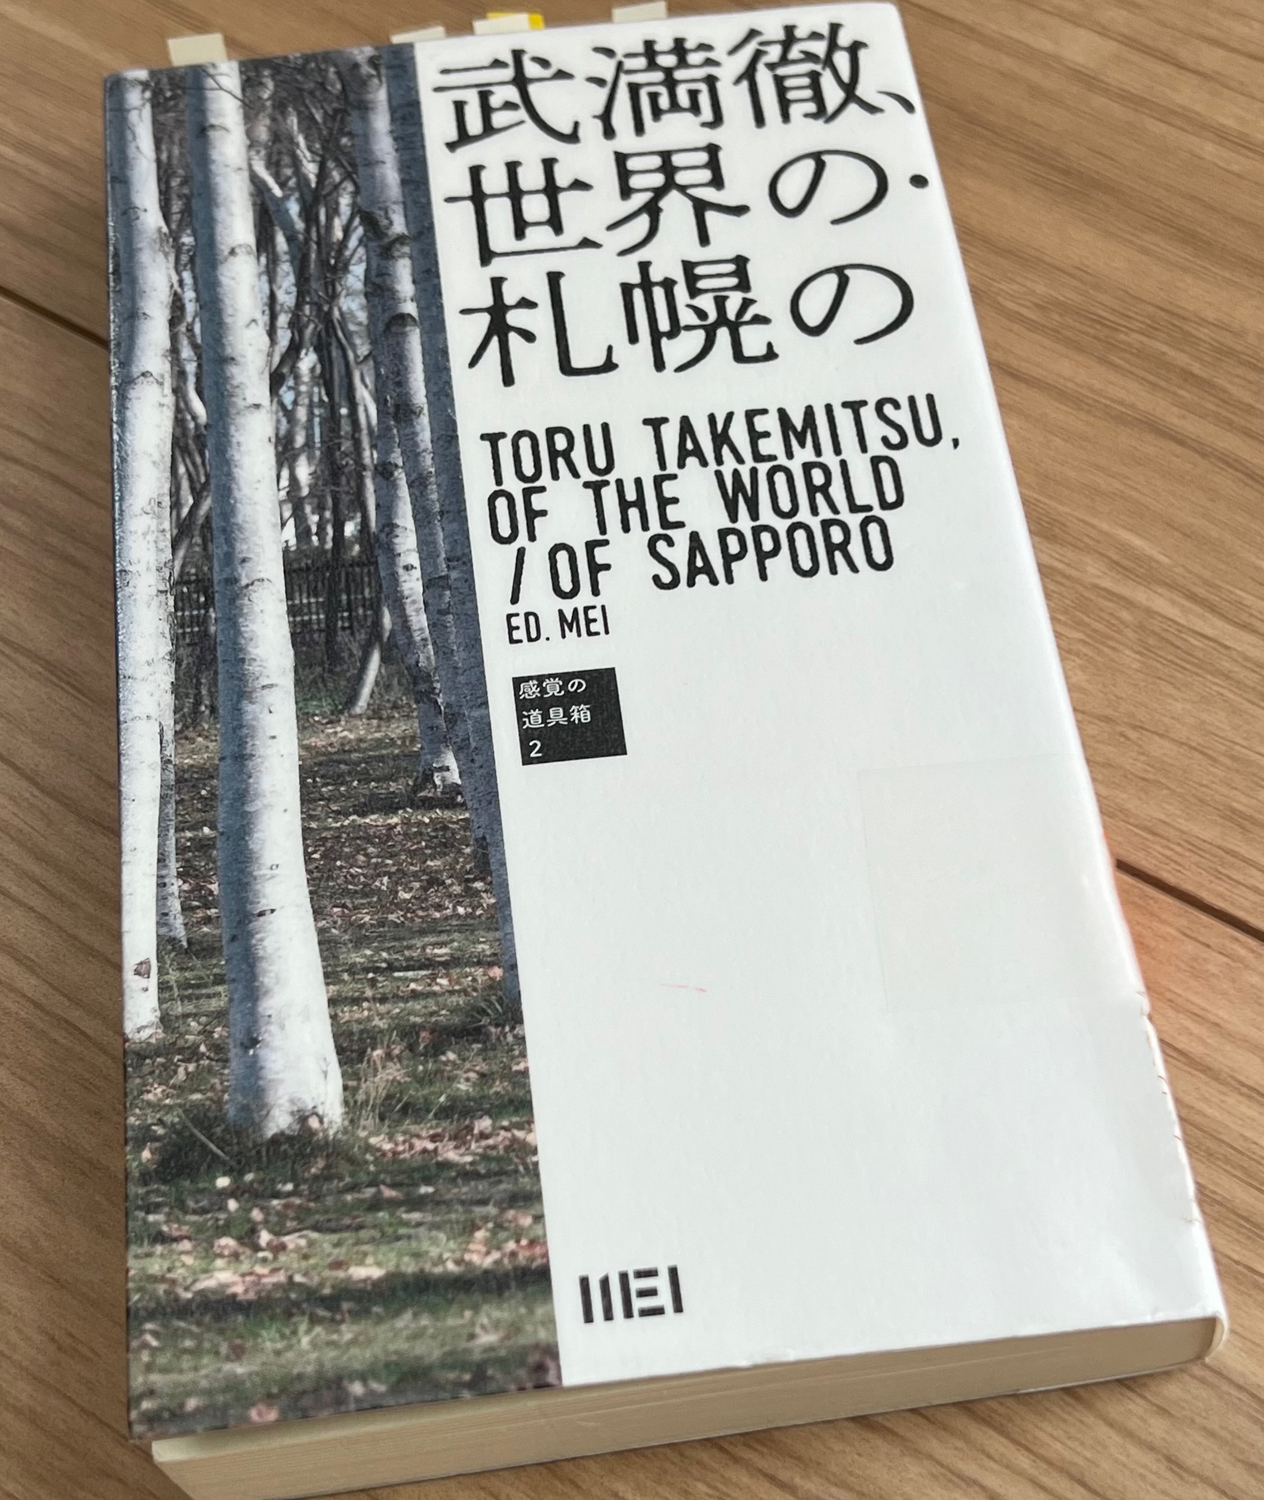 武満徹、
世界の・
札幌の
TORU TAKEMITSU,
OF THE WORLD
/ OF SAPPORO
ED. MEI
感覚の
道具箱
2
MEI